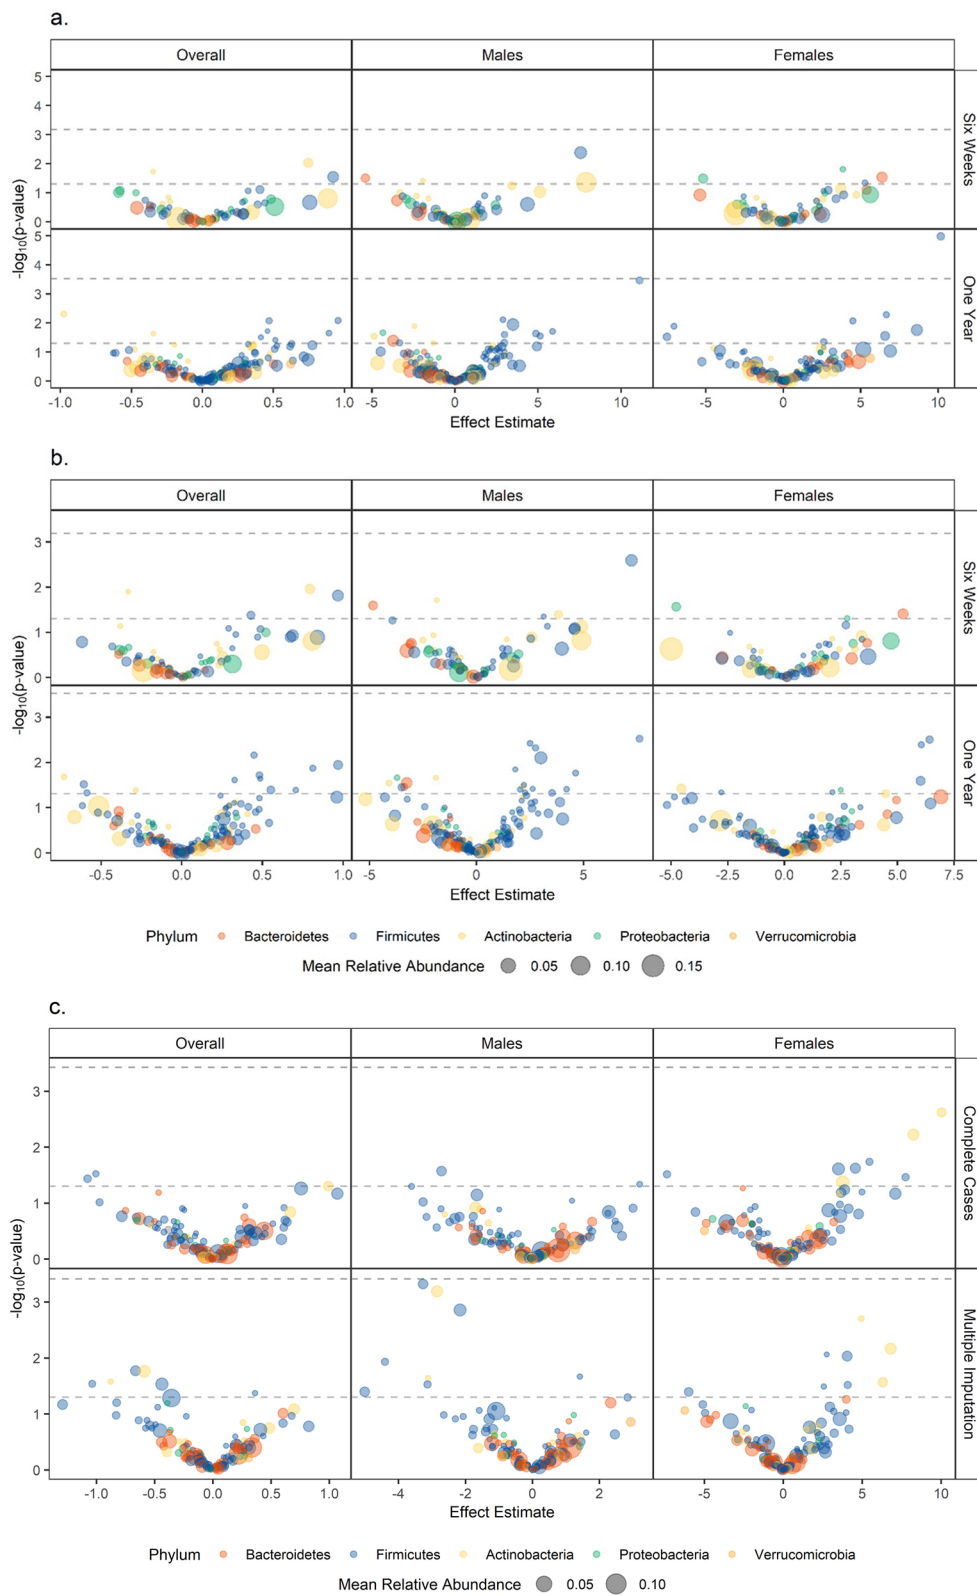 a.
Overall Males Females
5
4
3
2
1
0
Six Weeks
5
4
3
2
1
0
One Year
-log10(p-value)
-1.0 -0.5 0.0 0.5 1.0 -5 0 5 10 -5 0 5 10
Effect Estimate
b.
Overall Males Females
3
2
1
0
Six Weeks
3
2
1
0
One Year
-log10(p-value)
-0.5 0.0 0.5 1.0 -5 0 5 -5.0 -2.5 0.0 2.5 5.0 7.5
Effect Estimate
Phylum Bacteroidetes Firmicutes Actinobacteria Proteobacteria Verrucomicrobia
Mean Relative Abundance 0.05 0.10 0.15
c.
Overall Males Females
3
2
1
0
Complete Cases
3
2
1
0
Multiple Imputation
-log10(p-value)
-1.0 -0.5 0.0 0.5 1.0 -4 -2 0 2 -5 0 5 10
Effect Estimate
Phylum Bacteroidetes Firmicutes Actinobacteria Proteobacteria Verrucomicrobia
Mean Relative Abundance 0.05 0.10